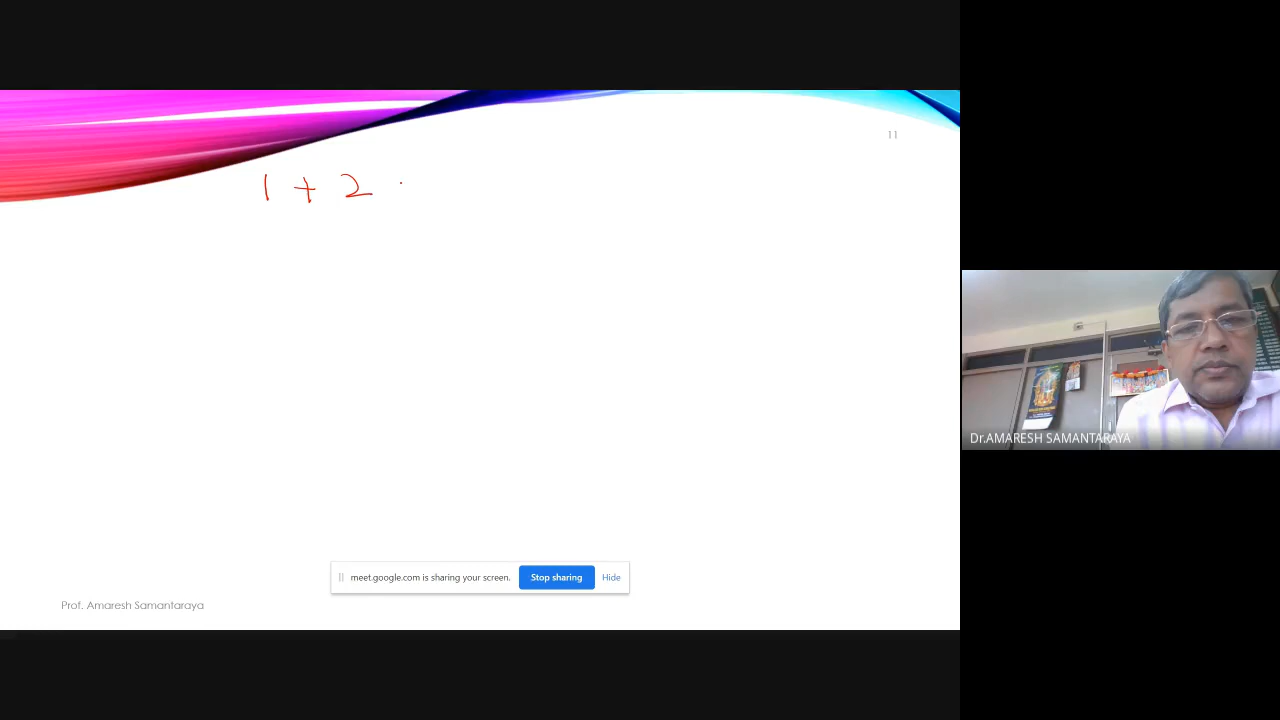 11
1 + 2
meet.google.com is sharing your screen. Stop sharing Hide
Dr.AMARESH SAMANTARAYA
Prof. Amaresh Samantaraya